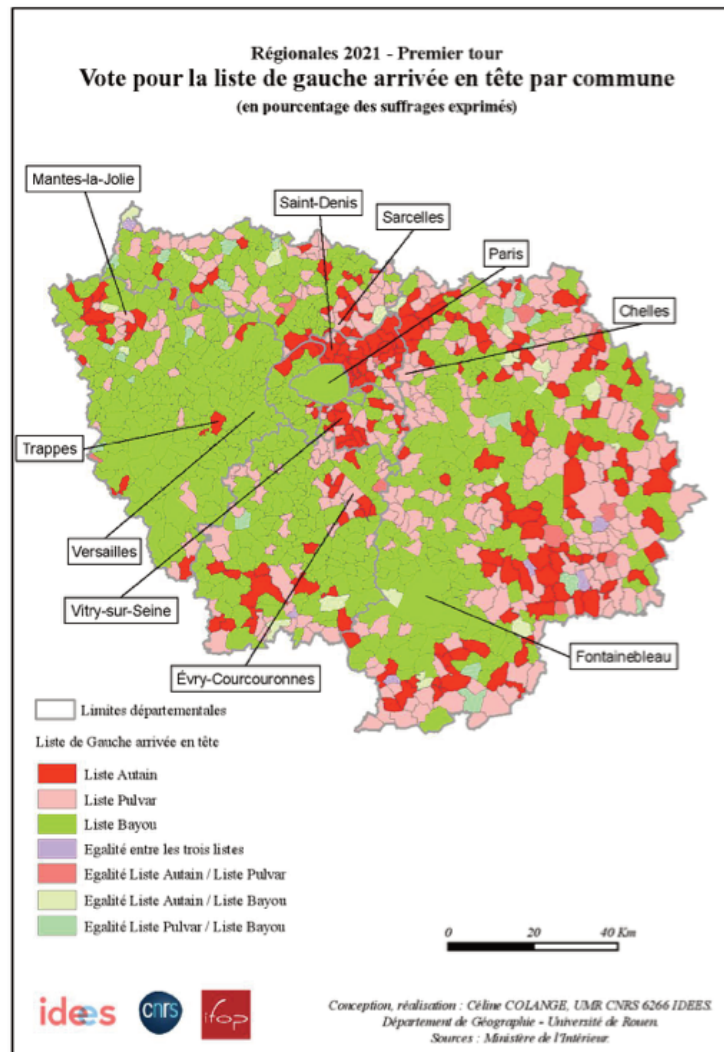 Régionales 2021 - Premier tour
Vote pour la liste de gauche arrivée en tête par commune
(en pourcentage des suffrages exprimés)
Mantes-la-Jolie
Saint-Denis
Sarcelles
Paris
Chelles
Trappes
Versailles
Vitry-sur-Seine
Évry-Courcouronnes
Fontainebleau
Limites départementales
Liste de Gauche arrivée en tête
Liste Autain
Liste Pulvar
Liste Bayou
Egalité entre les trois listes
Egalité Liste Autain / Liste Pulvar
Egalité Liste Autain / Liste Bayou
Egalité Liste Pulvar / Liste Bayou
0 20 40 Km
idees
cnrs
ifop
Conception, réalisation : Céline COLANGE, UMR CNRS 6266 IDEES.
Département de Géographie - Université de Rouen.
Sources : Ministère de l'Intérieur.